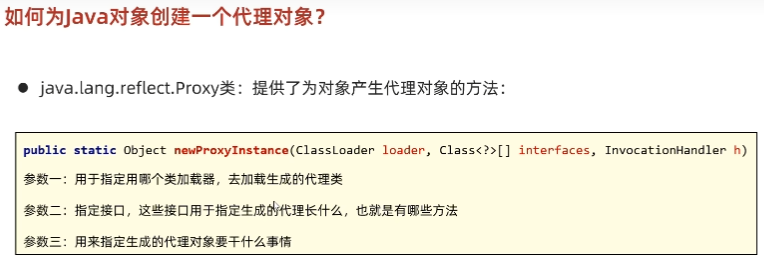 如何为Java对象创建一个代理对象？
● java.lang.reflect.Proxy类：提供了为对象产生代理对象的方法：
public static Object newProxyInstance(ClassLoader loader, Class<?>[] interfaces, InvocationHandler h)
参数一：用于指定用哪个类加载器，去加载生成的代理类
参数二：指定接口，这些接口用于指定生成的代理长什么，也就是有哪些方法
参数三：用来指定生成的代理对象要干什么事情